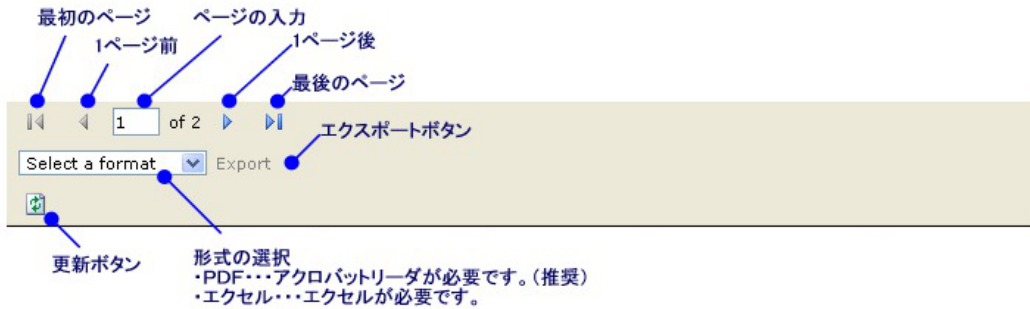 最初のページ
ページの入力
1ページ前
1ページ後
最後のページ
1 of 2
エクスポートボタン
Select a format Export
更新ボタン
形式の選択
・PDF・・・アクロバットリーダが必要です。(推奨)
・エクセル・・・エクセルが必要です。